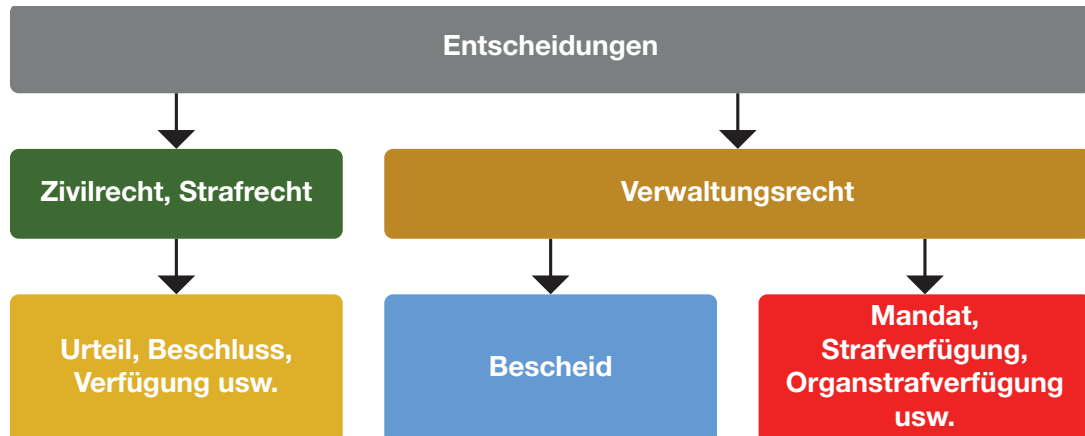 Entscheidungen
Zivilrecht, Strafrecht
Verwaltungsrecht
Urteil, Beschluss,
Verfügung usw.
Bescheid
Mandat,
Strafverfügung,
Organstrafverfügung
usw.